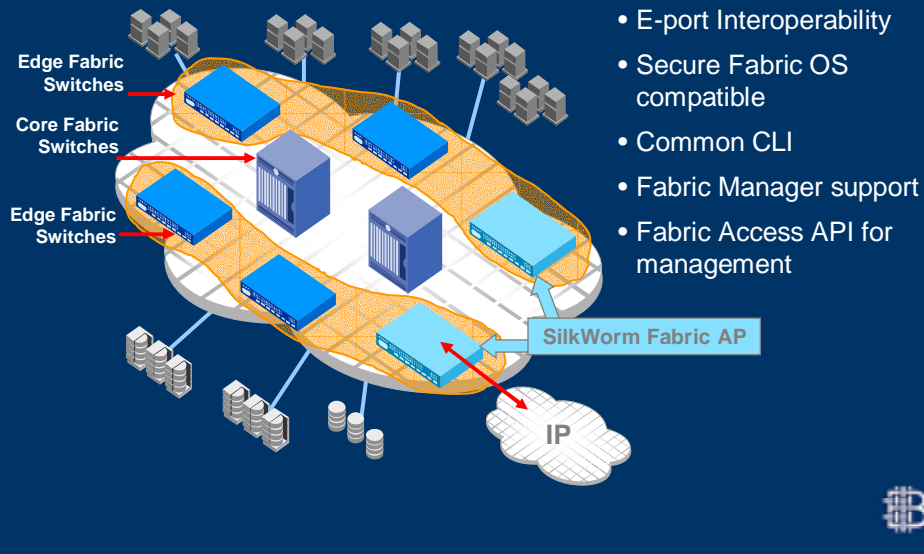 Edge Fabric
Switches
Core Fabric
Switches
Edge Fabric
Switches
• E-port Interoperability
• Secure Fabric OS
compatible
• Common CLI
• Fabric Manager support
• Fabric Access API for
management
SilkWorm Fabric AP
IP